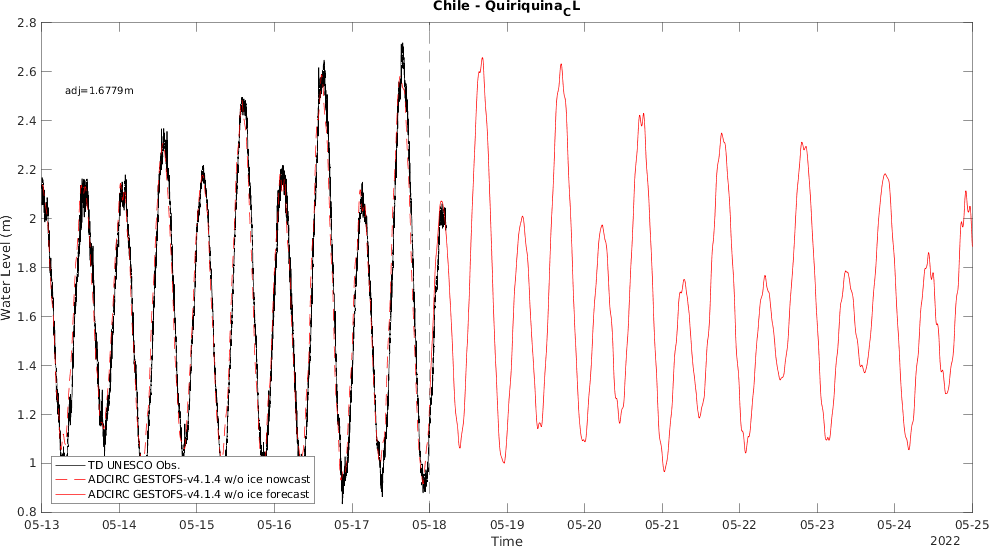 Chile - Quiriquina_CL
adj=1.6779m
Water Level (m)
2.8
2.6
2.4
2.2
2
1.8
1.6
1.4
1.2
1
0.8
TD UNESCO Obs.
ADCIRC GESTOFS-v4.1.4 w/o ice nowcast
ADCIRC GESTOFS-v4.1.4 w/o ice forecast
05-13 05-14 05-15 05-16 05-17 05-18 05-19 05-20 05-21 05-22 05-23 05-24 05-25
Time
2022